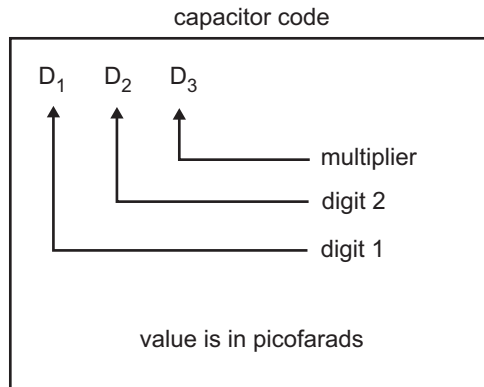 capacitor code
D₁ D₂ D₃
multiplier
digit 2
digit 1
value is in picofarads